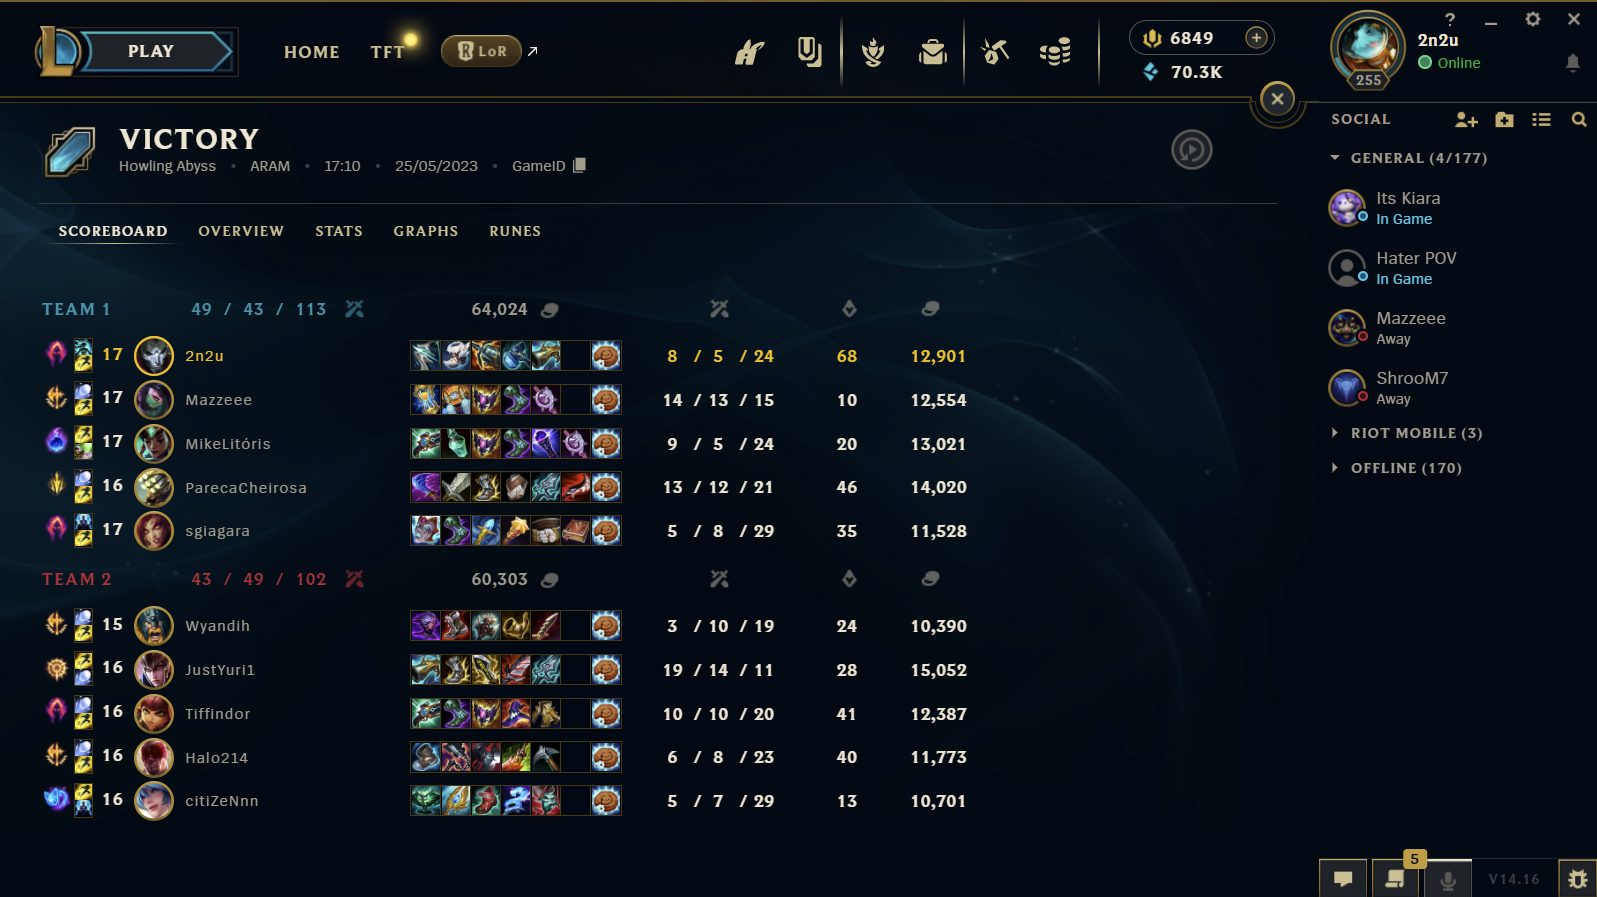 PLAY HOME TFT LoR 6849 2n2u
70.3K Online
255
VICTORY
Howling Abyss • ARAM • 17:10 • 25/05/2023 • GameID
SCOREBOARD OVERVIEW STATS GRAPHS RUNES
TEAM 1 49 / 43 / 113 64,024
17 2n2u 8 / 5 / 24 68 12,901
17 Mazzeee 14 / 13 / 15 10 12,554
17 MikeLitóris 9 / 5 / 24 20 13,021
16 ParecaCheirosa 13 / 12 / 21 46 14,020
17 sgiagara 5 / 8 / 29 35 11,528
TEAM 2 43 / 49 / 102 60,303
15 Wyandih 3 / 10 / 19 24 10,390
16 JustYuri1 19 / 14 / 11 28 15,052
16 Tiffindor 10 / 10 / 20 41 12,387
16 Halo214 6 / 8 / 23 40 11,773
16 citiZeNnn 5 / 7 / 29 13 10,701
SOCIAL
GENERAL (4/177)
Its Kiara
In Game
Hater POV
In Game
Mazzeee
Away
ShrooM7
Away
RIOT MOBILE (3)
OFFLINE (170)
5
V14.16